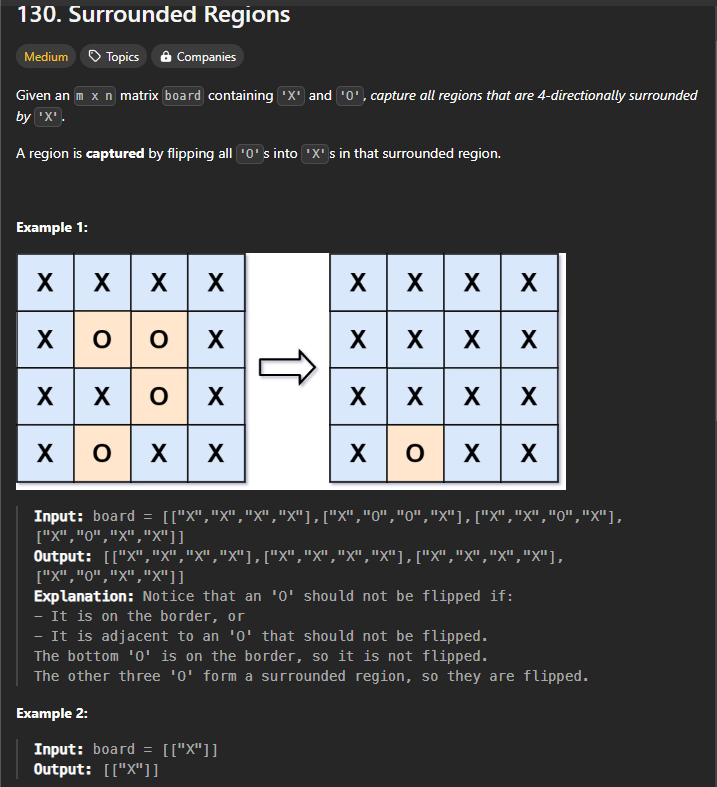 130. Surrounded Regions
Medium Topics Companies
Given an m x n matrix board containing 'X' and 'O', capture all regions that are 4-directionally surrounded
by 'X'.
A region is captured by flipping all 'O's into 'X's in that surrounded region.
Example 1:
X X X X X X X X
X O O X X X X X
X X O X X X X X
X O X X X O X X
Input: board = [["X","X","X","X"],["X","O","O","X"],["X","X","O","X"],
["X","O","X","X"]]
Output: [["X","X","X","X"],["X","X","X","X"],["X","X","X","X"],
["X","O","X","X"]]
Explanation: Notice that an 'O' should not be flipped if:
- It is on the border, or
- It is adjacent to an 'O' that should not be flipped.
The bottom 'O' is on the border, so it is not flipped.
The other three 'O' form a surrounded region, so they are flipped.
Example 2:
Input: board = [["X"]]
Output: [["X"]]